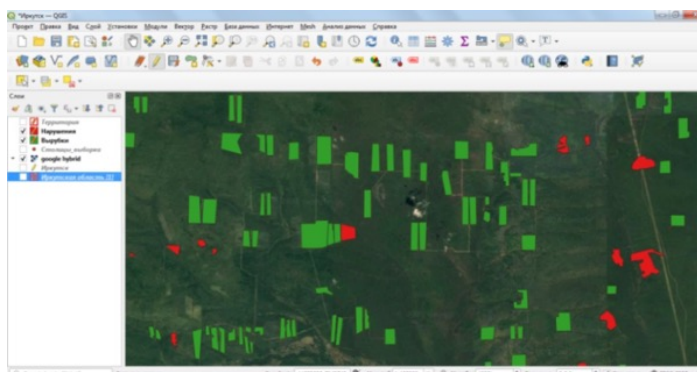 *Иркутск — QGIS
Проект Правка Вид Слой Установки Модули Вектор Растр База данных Интернет Mesh Анализ данных Справка
Слои
Территория
Нарушения
Вырубки
Столицы_выборка
google hybrid
Иркутск
Иркутская область